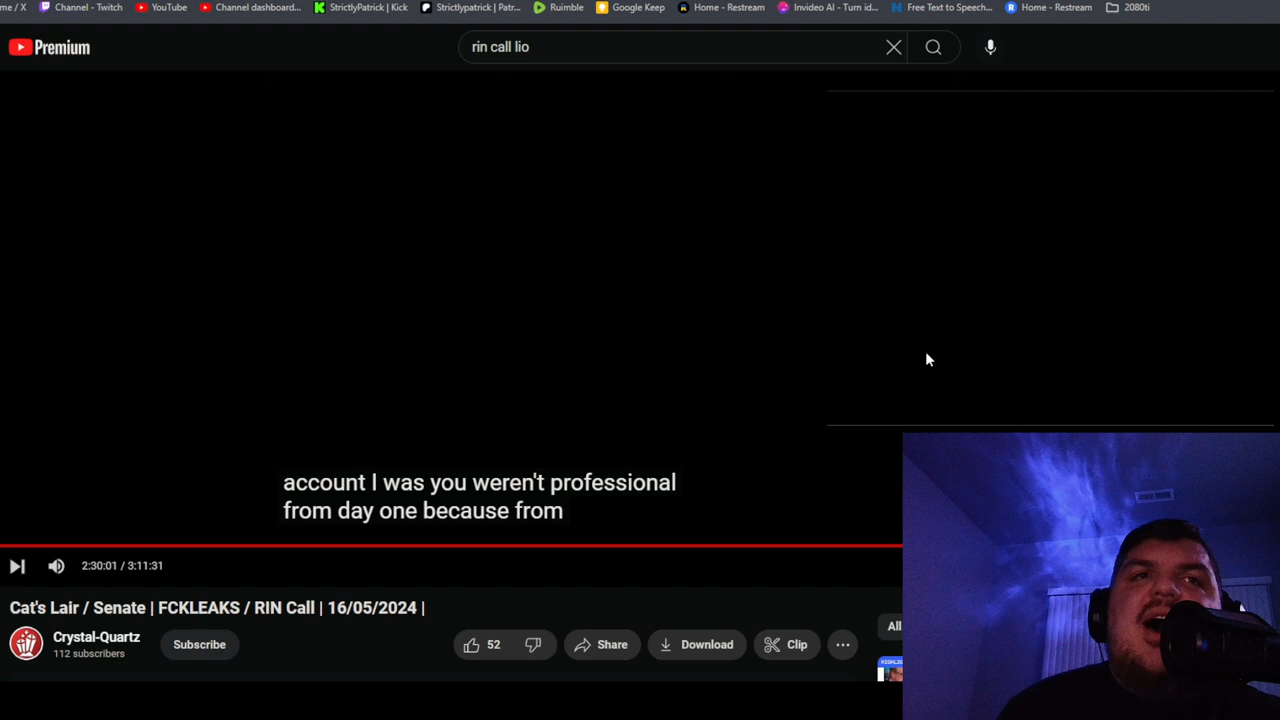 me / X Channel - Twitch YouTube Channel dashboard... StrictlyPatrick | Kick Strictlypatrick | Patr... Rumble Google Keep Home - Restream Invideo AI - Turn id... Free Text to Speech... Home - Restream 2080ti
Premium
rin call lio
account I was you weren't professional
from day one because from
2:30:01 / 3:11:31
Cat's Lair / Senate | FCKLEAKS / RIN Call | 16/05/2024 |
Crystal-Quartz
112 subscribers
Subscribe
52
Share
Download
Clip
All